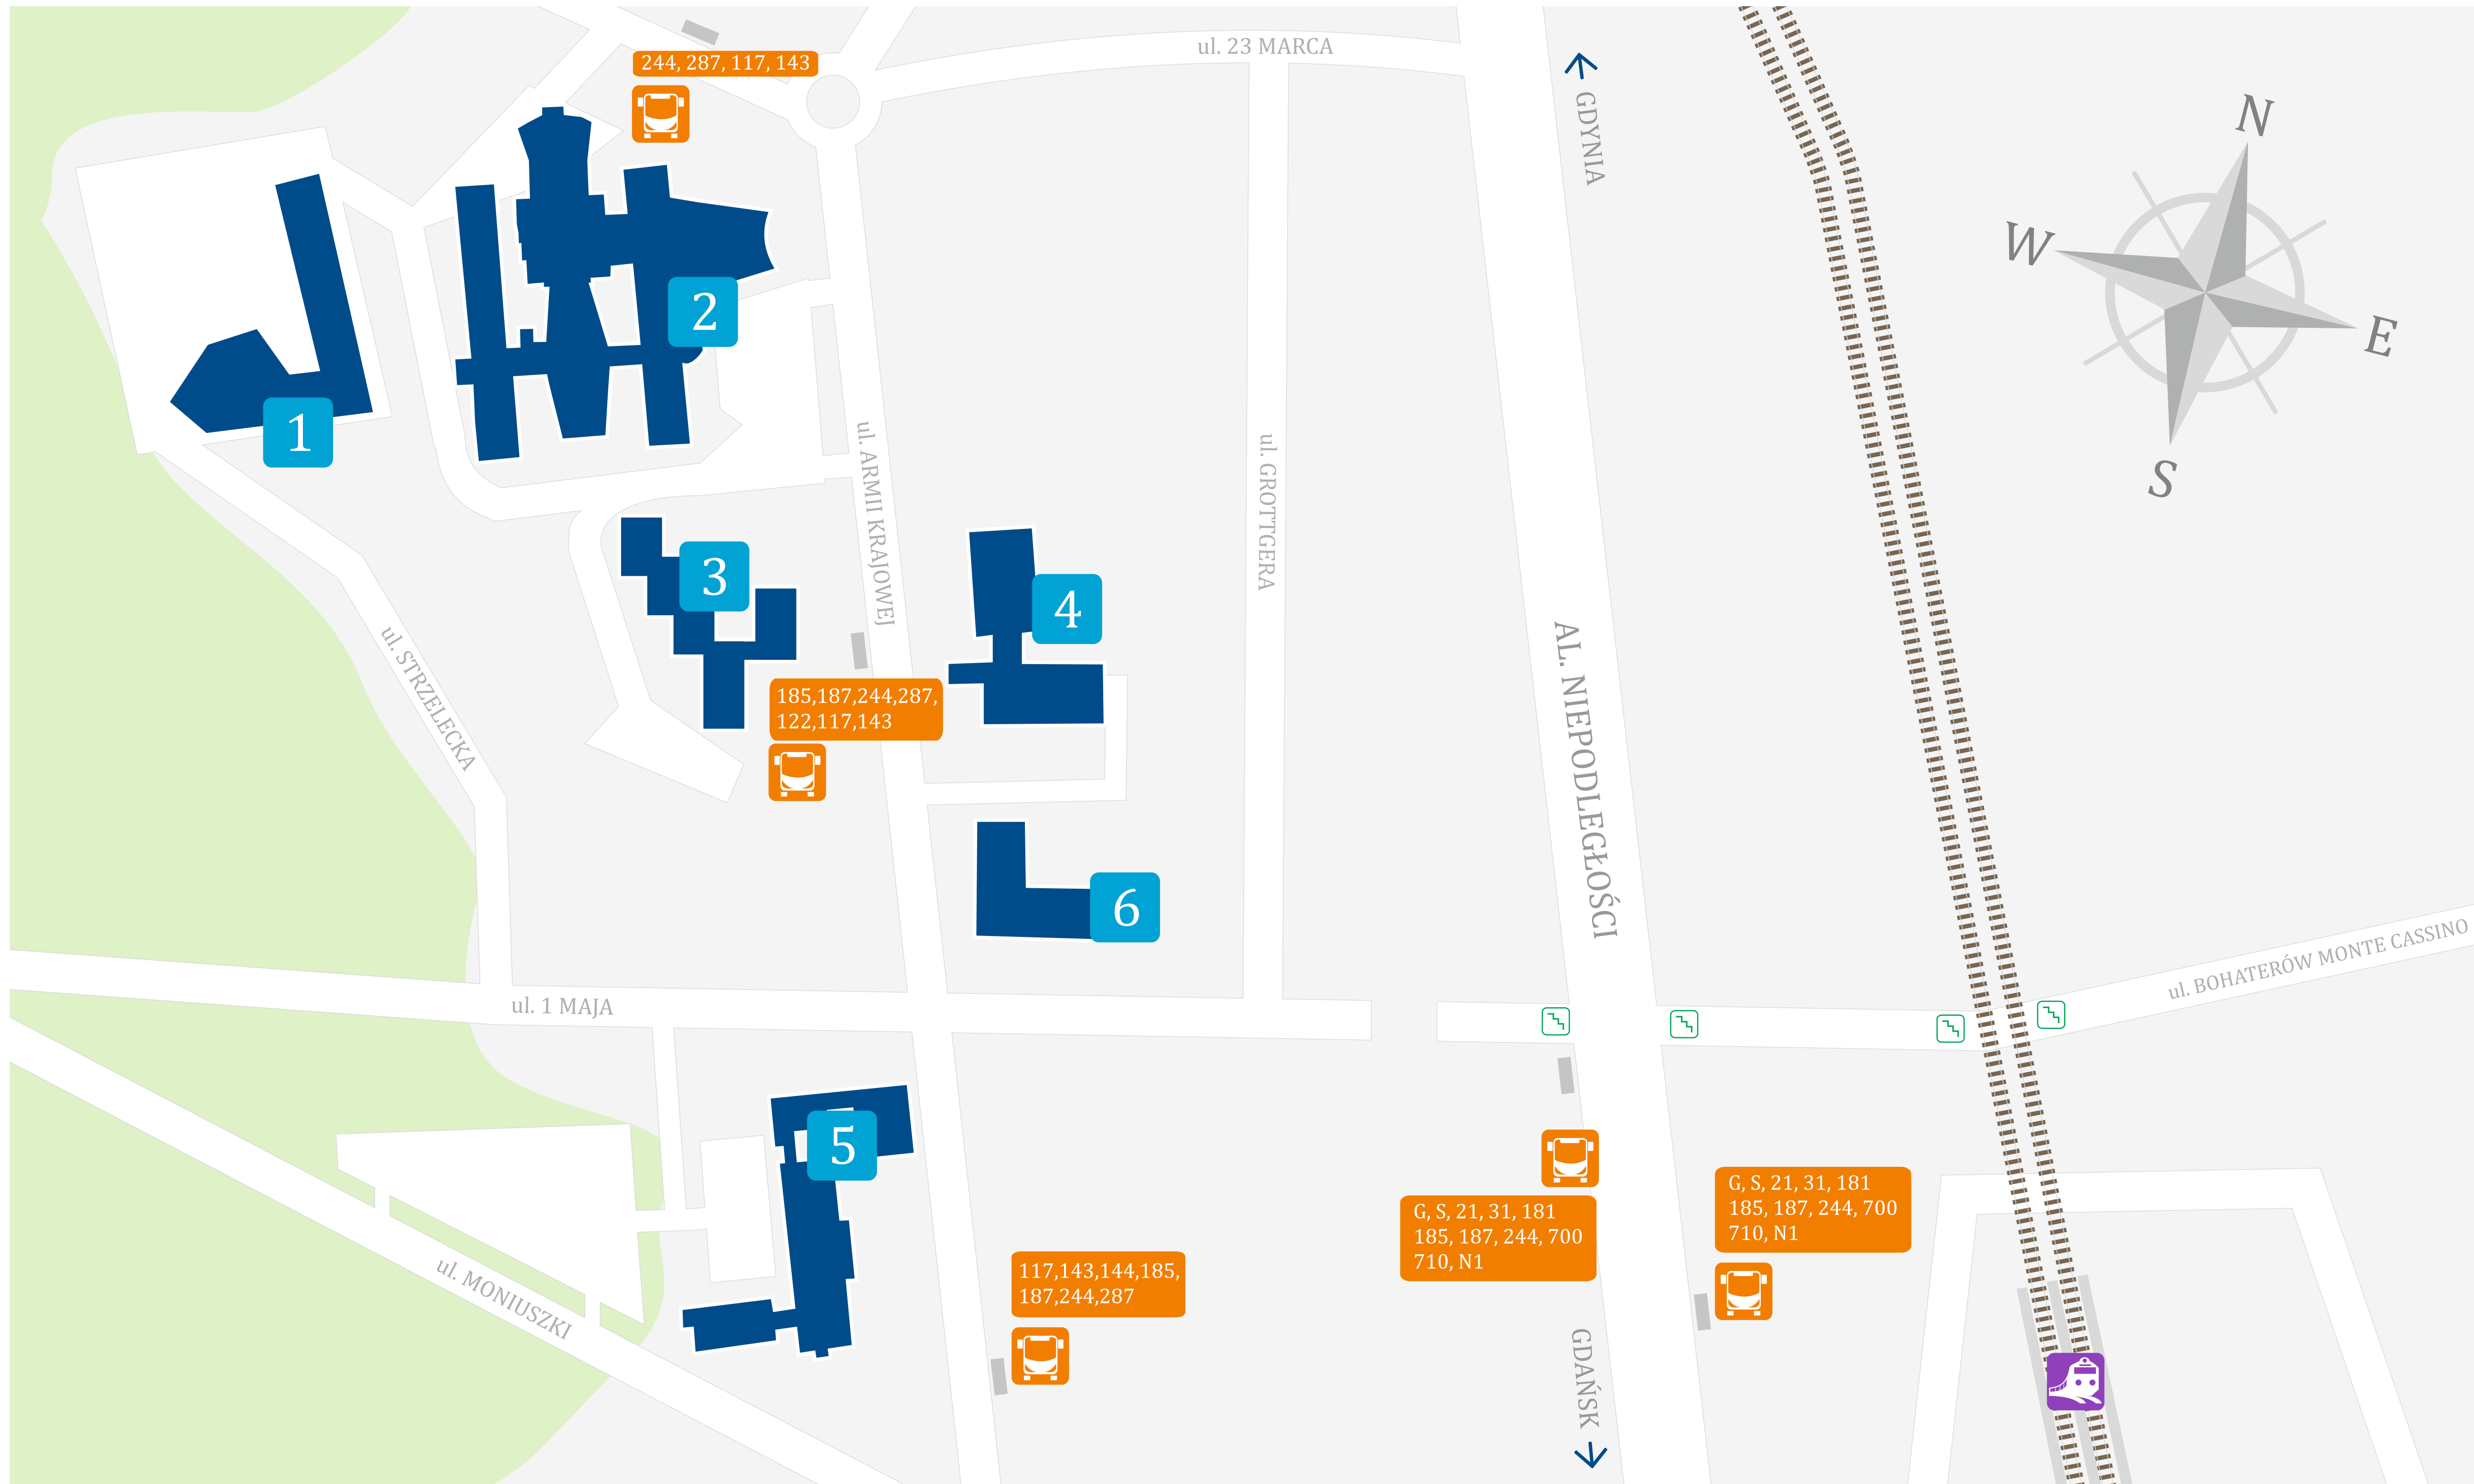 244, 287, 117, 143
ul. 23 MARCA
GDYNIA
N
W
E
S
1
2
3
4
ul. ARMII KRAJOWEJ
ul. GROTTGERA
ul. STRZELECKA
185,187,244,287,
122,117,143
AL. NIEPODLEGŁOŚCI
6
ul. BOHATERÓW MONTE CASSINO
ul. 1 MAJA
5
G, S, 21, 31, 181
185, 187, 244, 700
710, N1
G, S, 21, 31, 181
185, 187, 244, 700
710, N1
117,143,144,185,
187,244,287
ul. MONIUSZKI
GDAŃSK